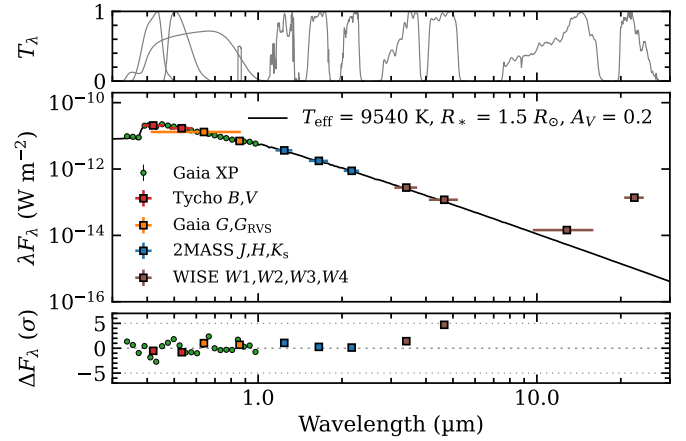 1
0
T_λ
10⁻¹⁰
10⁻¹²
10⁻¹⁴
10⁻¹⁶
λF_λ (W m⁻²)
T_eff = 9540 K, R_* = 1.5 R_⊙, A_V = 0.2
Gaia XP
Tycho B,V
Gaia G,G_RVS
2MASS J,H,K_s
WISE W1,W2,W3,W4
5
0
−5
ΔF_λ (σ)
1.0
10.0
Wavelength (µm)